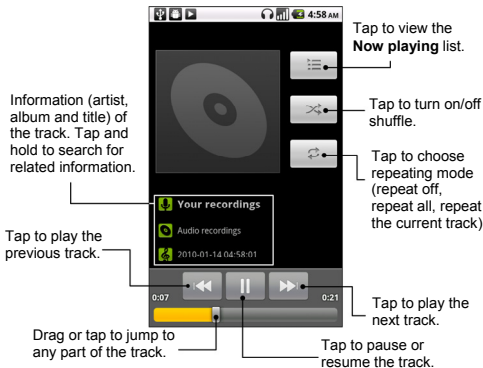 4:58 AM
Tap to view the
Now playing list.
Information (artist,
album and title) of
the track. Tap and
hold to search for
related information.
Tap to turn on/off
shuffle.
Tap to choose
repeating mode
(repeat off,
repeat all, repeat
the current track)
Your recordings
Audio recordings
2010-01-14 04:58:01
Tap to play the
previous track.
0:07
0:21
Tap to play the
next track.
Drag or tap to jump to
any part of the track.
Tap to pause or
resume the track.